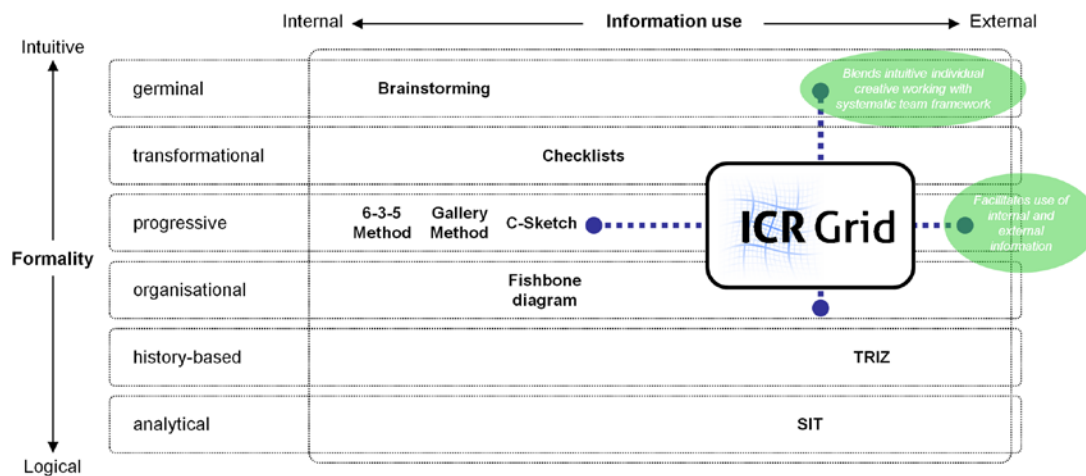 Internal
Information use
External
Intuitive
germinal
Brainstorming
Blends intuitive individual
creative working with
systematic team framework
transformational
Checklists
progressive
6-3-5
Method
Gallery
Method
C-Sketch
ICR Grid
Facilitates use of
internal and
external
information
Formality
organisational
Fishbone
diagram
history-based
TRIZ
analytical
SIT
Logical